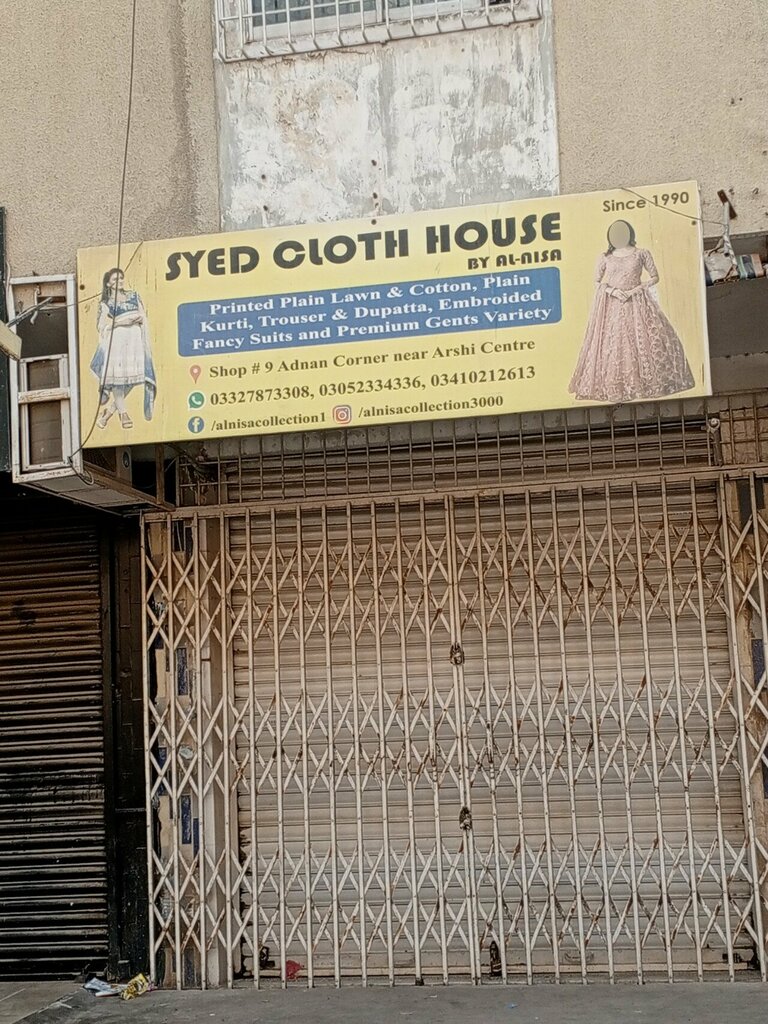 Since 1990
SYED CLOTH HOUSE
BY AL-NISA
Printed Plain Lawn & Cotton, Plain
Kurti, Trouser & Dupatta, Embroided
Fancy Suits and Premium Gents Variety
Shop # 9 Adnan Corner near Arshi Centre
03327873308, 03052334336, 03410212613
/alnisacollection1 /alnisacollection3000